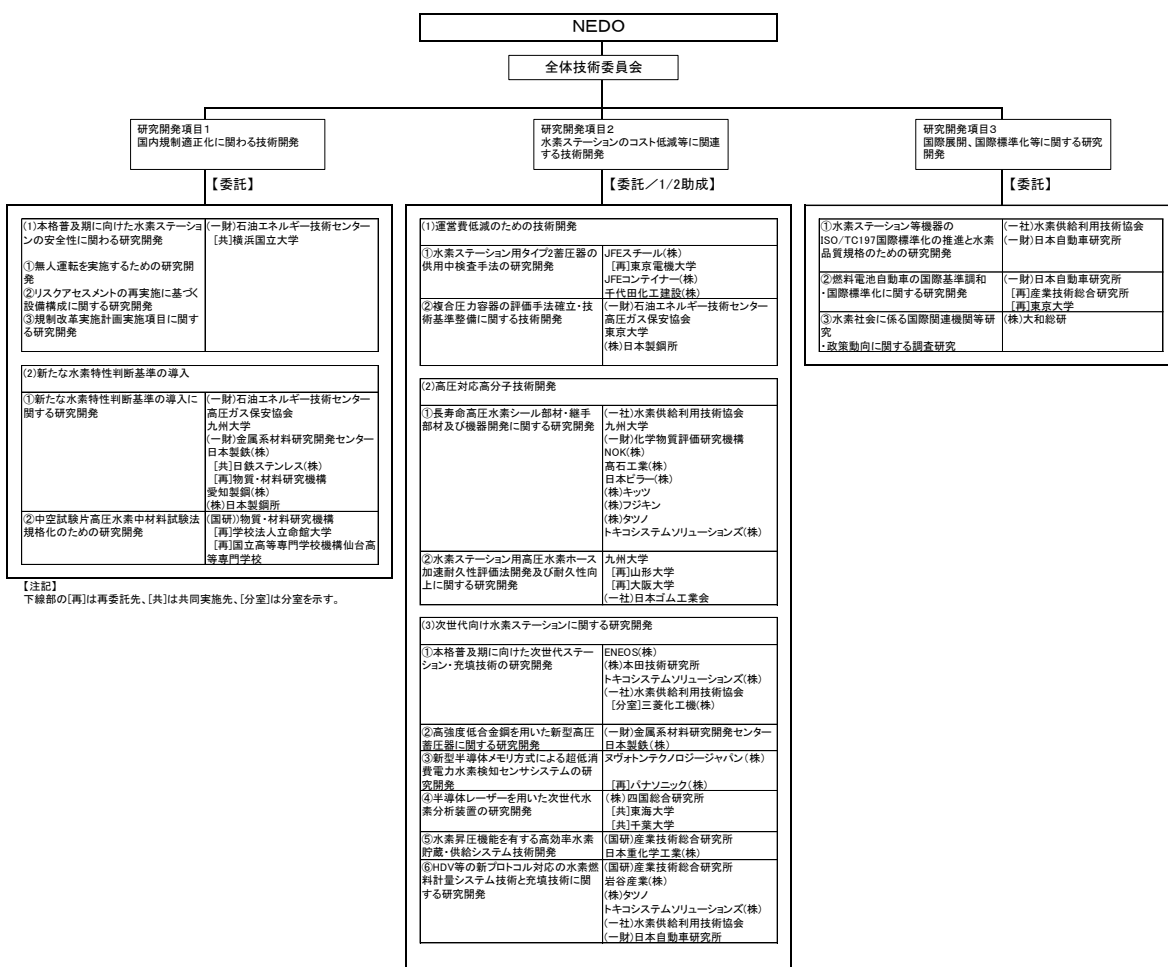 NEDO
全体技術委員会
研究開発項目1
国内規制適正化に関わる技術開発
【委託】
(1)本格普及期に向けた水素ステーショ
ンの安全性に関わる研究開発
①無人運転を実施するための研究開
発
②リスクアセスメントの再実施に基づく
設備構成に関する研究開発
③規制改革実施計画実施項目に関す
る研究開発
(一財)石油エネルギー技術センター
[共]横浜国立大学
(2)新たな水素特性判断基準の導入
①新たな水素特性判断基準の導入に
関する研究開発
(一財)石油エネルギー技術センター
高圧ガス保安協会
九州大学
(一財)金属系材料研究開発センター
日本製鉄(株)
[共]日鉄ステンレス(株)
[再]物質・材料研究機構
愛知製鋼(株)
(株)日本製鋼所
②中空試験片高圧水素中材料試験法
規格化のための研究開発
(国研))物質・材料研究機構
[再]学校法人立命館大学
[再]国立高等専門学校機構仙台高
等専門学校
【注記】
下線部の[再]は再委託先、[共]は共同実施先、[分室]は分室を示す。
研究開発項目2
水素ステーションのコスト低減等に関連
する技術開発
【委託／1/2助成】
(1)運営費低減のための技術開発
①水素ステーション用タイプ2蓄圧器の
供用中検査手法の研究開発
JFEスチール(株)
[再]東京電機大学
JFEコンテイナー(株)
千代田化工建設(株)
②複合圧力容器の評価手法確立・技
術基準整備に関する技術開発
(一財)石油エネルギー技術センター
高圧ガス保安協会
東京大学
(株)日本製鋼所
(2)高圧対応高分子技術開発
①長寿命高圧水素シール部材・継手
部材及び機器開発に関する研究開発
(一社)水素供給利用技術協会
九州大学
(一財)化学物質評価研究機構
NOK(株)
髙石工業(株)
日本ピラー(株)
(株)キッツ
(株)フジキン
(株)タツノ
トキコシステムソリューションズ(株)
②水素ステーション用高圧水素ホース
加速耐久性評価法開発及び耐久性向
上に関する研究開発
九州大学
[再]山形大学
[再]大阪大学
(一社)日本ゴム工業会
(3)次世代向け水素ステーションに関する研究開発
①本格普及期に向けた次世代ステー
ション・充填技術の研究開発
ENEOS(株)
(株)本田技術研究所
トキコシステムソリューションズ(株)
(一社)水素供給利用技術協会
[分室]三菱化工機(株)
②高強度低合金鋼を用いた新型高圧
蓄圧器に関する研究開発
(一財)金属系材料研究開発センター
日本製鉄(株)
③新型半導体メモリ方式による超低消
費電力水素検知センサシステムの研
究開発
ヌヴォトンテクノロジージャパン(株)
[再]パナソニック(株)
④半導体レーザーを用いた次世代水
素分析装置の研究開発
(株)四国総合研究所
[共]東海大学
[共]千葉大学
⑤水素昇圧機能を有する高効率水素
貯蔵・供給システム技術開発
(国研)産業技術総合研究所
日本重化学工業(株)
⑥HDV等の新プロトコル対応の水素燃
料計量システム技術と充填技術に関
する研究開発
(国研)産業技術総合研究所
岩谷産業(株)
(株)タツノ
トキコシステムソリューションズ(株)
(一社)水素供給利用技術協会
(一財)日本自動車研究所
研究開発項目3
国際展開、国際標準化等に関する研究
開発
【委託】
①水素ステーション等機器の
ISO/TC197国際標準化の推進と水素
品質規格のための研究開発
(一社)水素供給利用技術協会
(一財)日本自動車研究所
②燃料電池自動車の国際基準調和
・国際標準化に関する研究開発
(一財)日本自動車研究所
[再]産業技術総合研究所
[再]東京大学
③水素社会に係る国際関連機関等研
究
・政策動向に関する調査研究
(株)大和総研